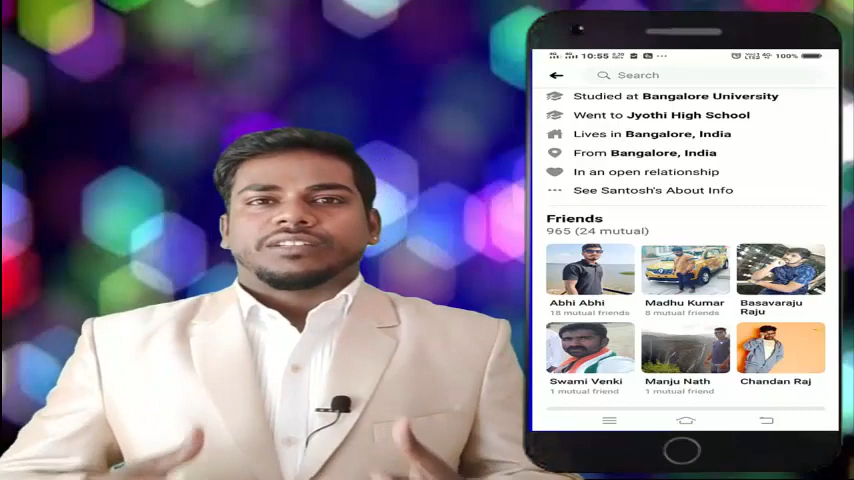 10:55
100%
Search
Studied at Bangalore University
Went to Jyothi High School
Lives in Bangalore, India
From Bangalore, India
In an open relationship
See Santosh's About Info
Friends
965 (24 mutual)
Abhi Abhi
18 mutual friends
Madhu Kumar
8 mutual friends
Basavaraju
Raju
Swami Venki
1 mutual friend
Manju Nath
1 mutual friend
Chandan Raj